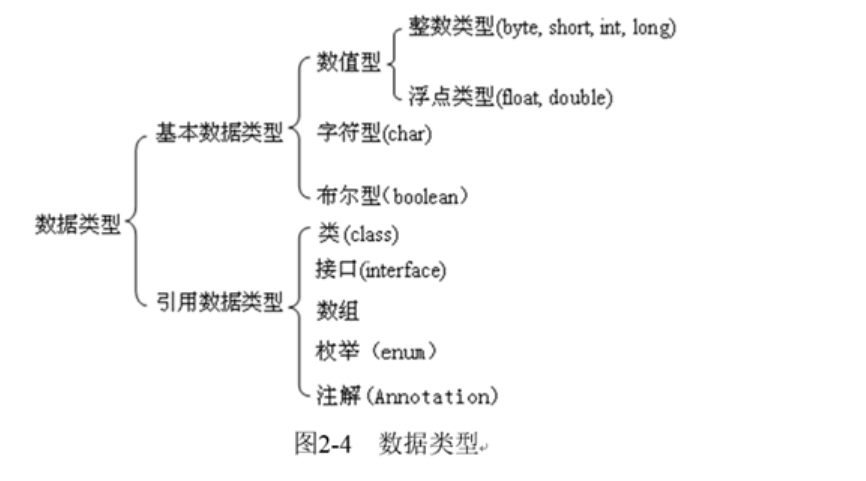 整数类型(byte, short, int, long)
数值型
浮点类型(float, double)
基本数据类型
字符型(char)
布尔型（boolean）
数据类型
类(class)
接口(interface)
引用数据类型
数组
枚举（enum）
注解(Annotation)
图2-4 数据类型